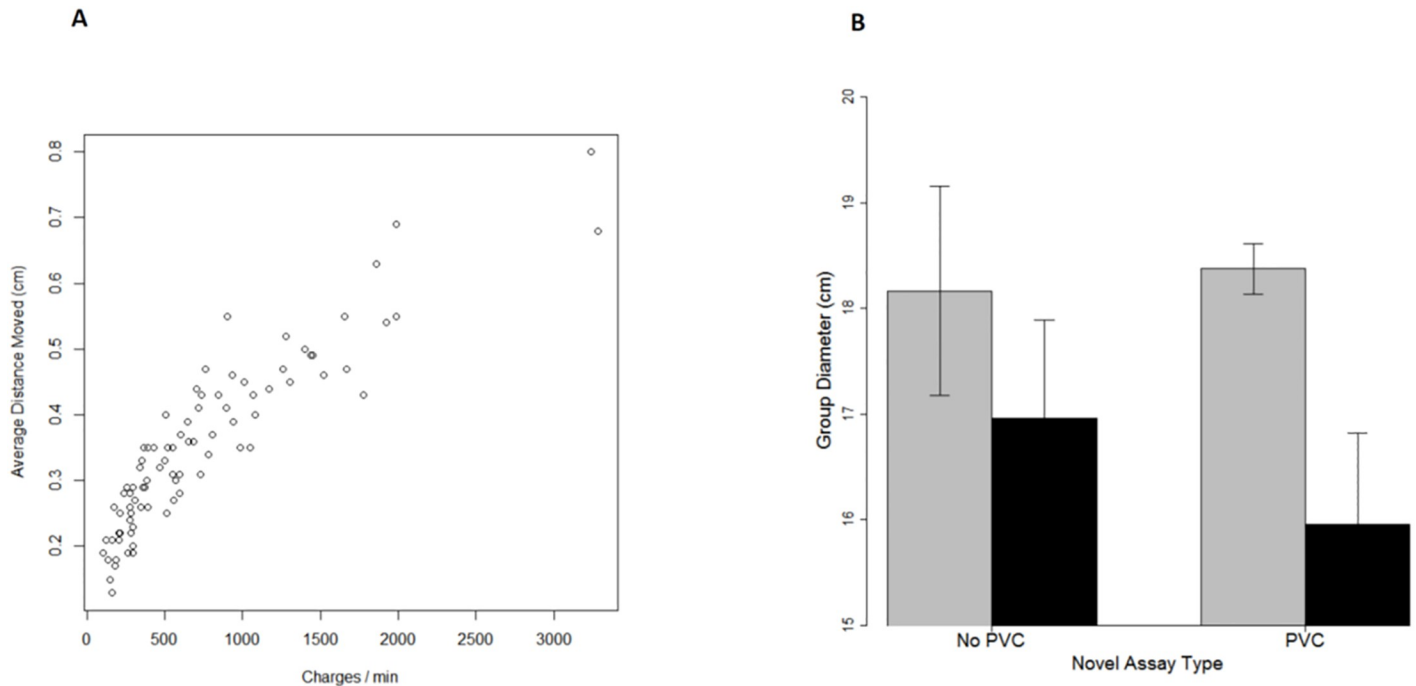 A
Average Distance Moved (cm)
0.8
0.7
0.6
0.5
0.4
0.3
0.2
0 500 1000 1500 2000 2500 3000
Charges / min
B
Group Diameter (cm)
20
19
18
17
16
15
No PVC PVC
Novel Assay Type